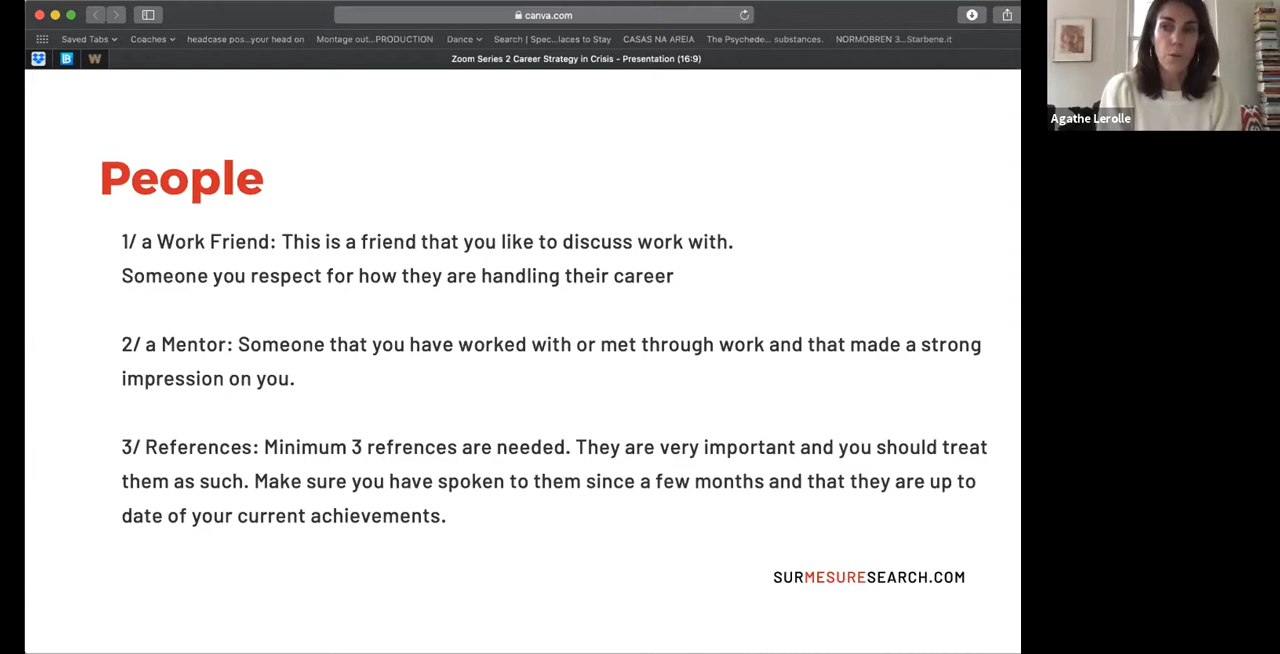 canva.com
Saved Tabs
Coaches
headcase pos...your head on
Montage out...PRODUCTION
Dance
Search | Spec...laces to Stay
CASAS NA AREIA
The Psychede... substances.
NORMOBREN 3...Starbene.it
B
W
Zoom Series 2 Career Strategy in Crisis - Presentation (16:9)
Agathe Lerolle
People
1/ a Work Friend: This is a friend that you like to discuss work with.
Someone you respect for how they are handling their career
2/ a Mentor: Someone that you have worked with or met through work and that made a strong
impression on you.
3/ References: Minimum 3 refrences are needed. They are very important and you should treat
them as such. Make sure you have spoken to them since a few months and that they are up to
date of your current achievements.
SURMESURESEARCH.COM